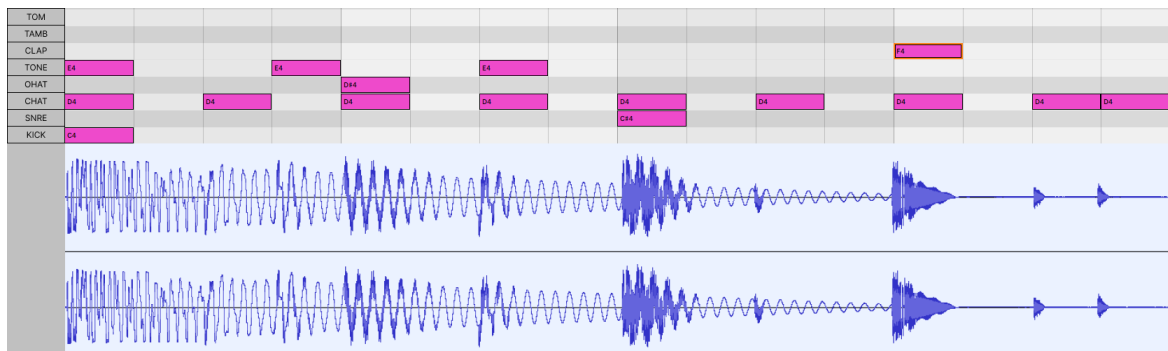 TOM
TAMB
CLAP F4
TONE E4 E4 E4
OHAT D#4
CHAT D4 D4 D4 D4 D4 D4 D4 D4 D4
SNRE C#4
KICK C4